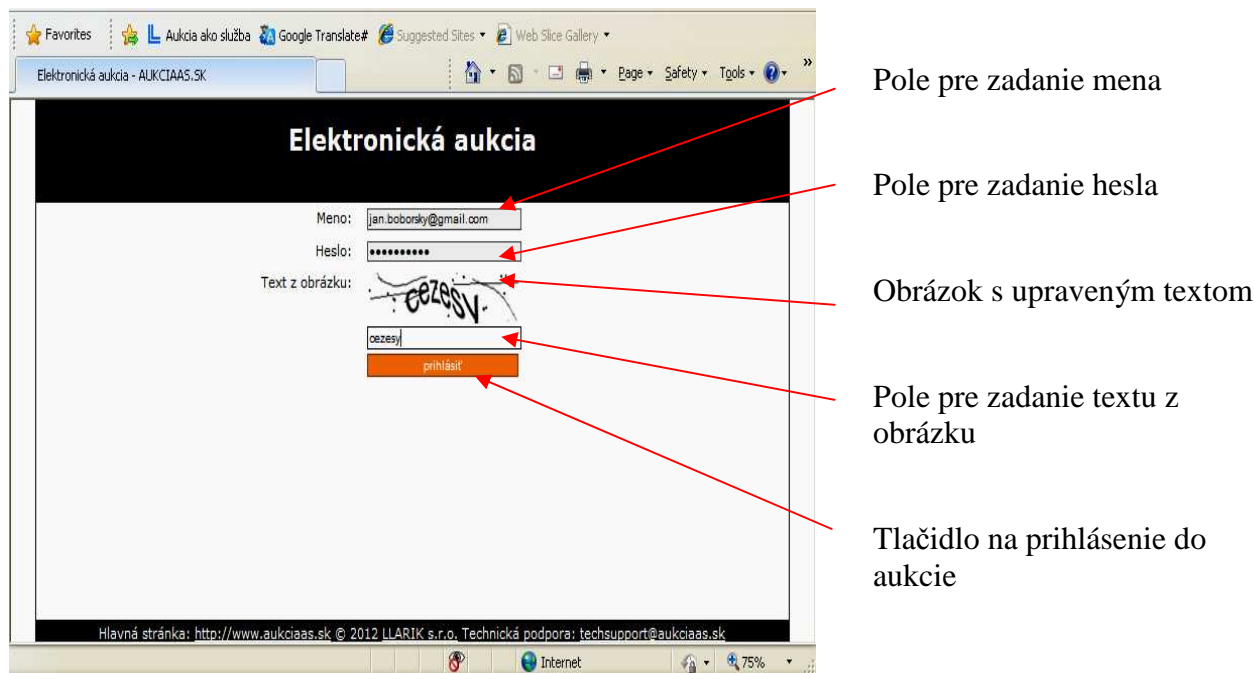 Favorites Aukcia ako služba Google Translate# Suggested Sites Web Slice Gallery
Elektronická aukcia - AUKCIAAS.SK Page Safety Tools »
Elektronická aukcia
Meno: jan.boborsky@gmail.com
Heslo: ••••••••••
Text z obrázku: cezesy
cezesy
prihlásiť
Hlavná stránka: http://www.aukciaas.sk © 2012 LLARIK s.r.o. Technická podpora: techsupport@aukciaas.sk
Internet 75%
Pole pre zadanie mena
Pole pre zadanie hesla
Obrázok s upraveným textom
Pole pre zadanie textu z
obrázku
Tlačidlo na prihlásenie do
aukcie